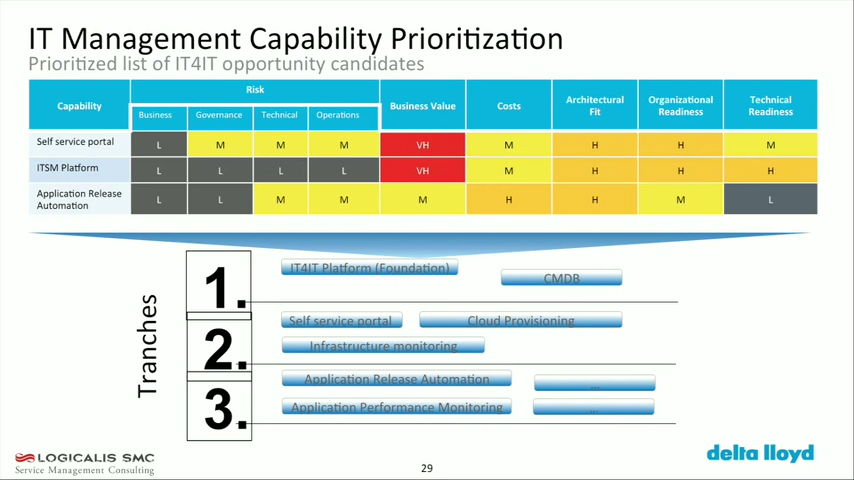 IT Management Capability Prioritization
Prioritized list of IT4IT opportunity candidates
Capability
Risk
Business Value
Costs
Architectural
Fit
Organizational
Readiness
Technical
Readiness
Business Governance Technical Operations
Self service portal L M M M VH M H H M
ITSM Platform L L L L VH M H H H
Application Release
Automation L L M M M H H M L
Tranches
1.
IT4IT Platform (Foundation) CMDB
2.
Self service portal Cloud Provisioning
Infrastructure monitoring
3.
Application Release Automation ...
Application Performance Monitoring ...
LOGICALIS SMC
Service Management Consulting
29
delta lloyd